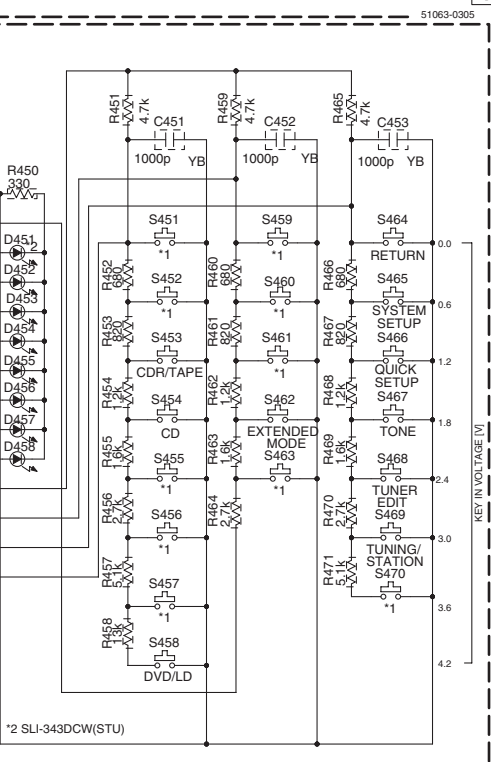 51063-0305
R451
4.7k
R459
4.7k
R465
4.7k
C451
1000p YB
C452
1000p YB
C453
1000p YB
R450
330
D451
*2
D452
D453
D454
D455
D456
D457
D458
S451
*1
S452
*1
S453
CDR/TAPE
S454
CD
S455
*1
S456
*1
S457
*1
S458
DVD/LD
R452
680
R453
820
R454
1.2k
R455
1.6k
R456
2.7k
R457
5.1k
R458
13k
S459
*1
S460
*1
S461
*1
S462
EXTENDED
MODE
S463
*1
R460
680
R461
820
R462
1.2k
R463
1.6k
R464
2.7k
S464
RETURN
S465
SYSTEM
SETUP
S466
QUICK
SETUP
S467
TONE
S468
TUNER
EDIT
S469
TUNING/
STATION
S470
*1
R466
680
R467
820
R468
1.2k
R469
1.6k
R470
2.7k
R471
5.1k
0.0
0.6
1.2
1.8
2.4
3.0
3.6
4.2
KEY IN VOLTAGE [V]
*2 SLI-343DCW(STU)